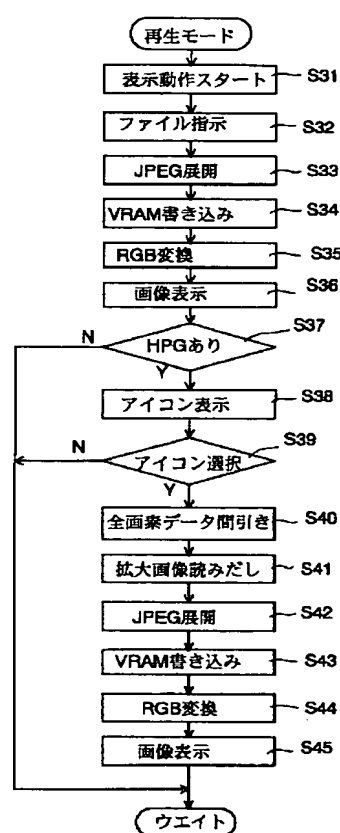 再生モード
表示動作スタート S31
ファイル指示 S32
JPEG展開 S33
VRAM書き込み S34
RGB変換 S35
画像表示 S36
HPGあり S37
N
Y
アイコン表示 S38
アイコン選択 S39
N
Y
全画素データ間引き S40
拡大画像読みだし S41
JPEG展開 S42
VRAM書き込み S43
RGB変換 S44
画像表示 S45
ウエイト